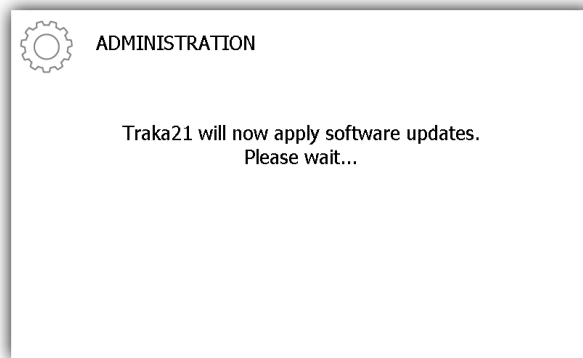 ADMINISTRATION
Traka21 will now apply software updates.
Please wait...